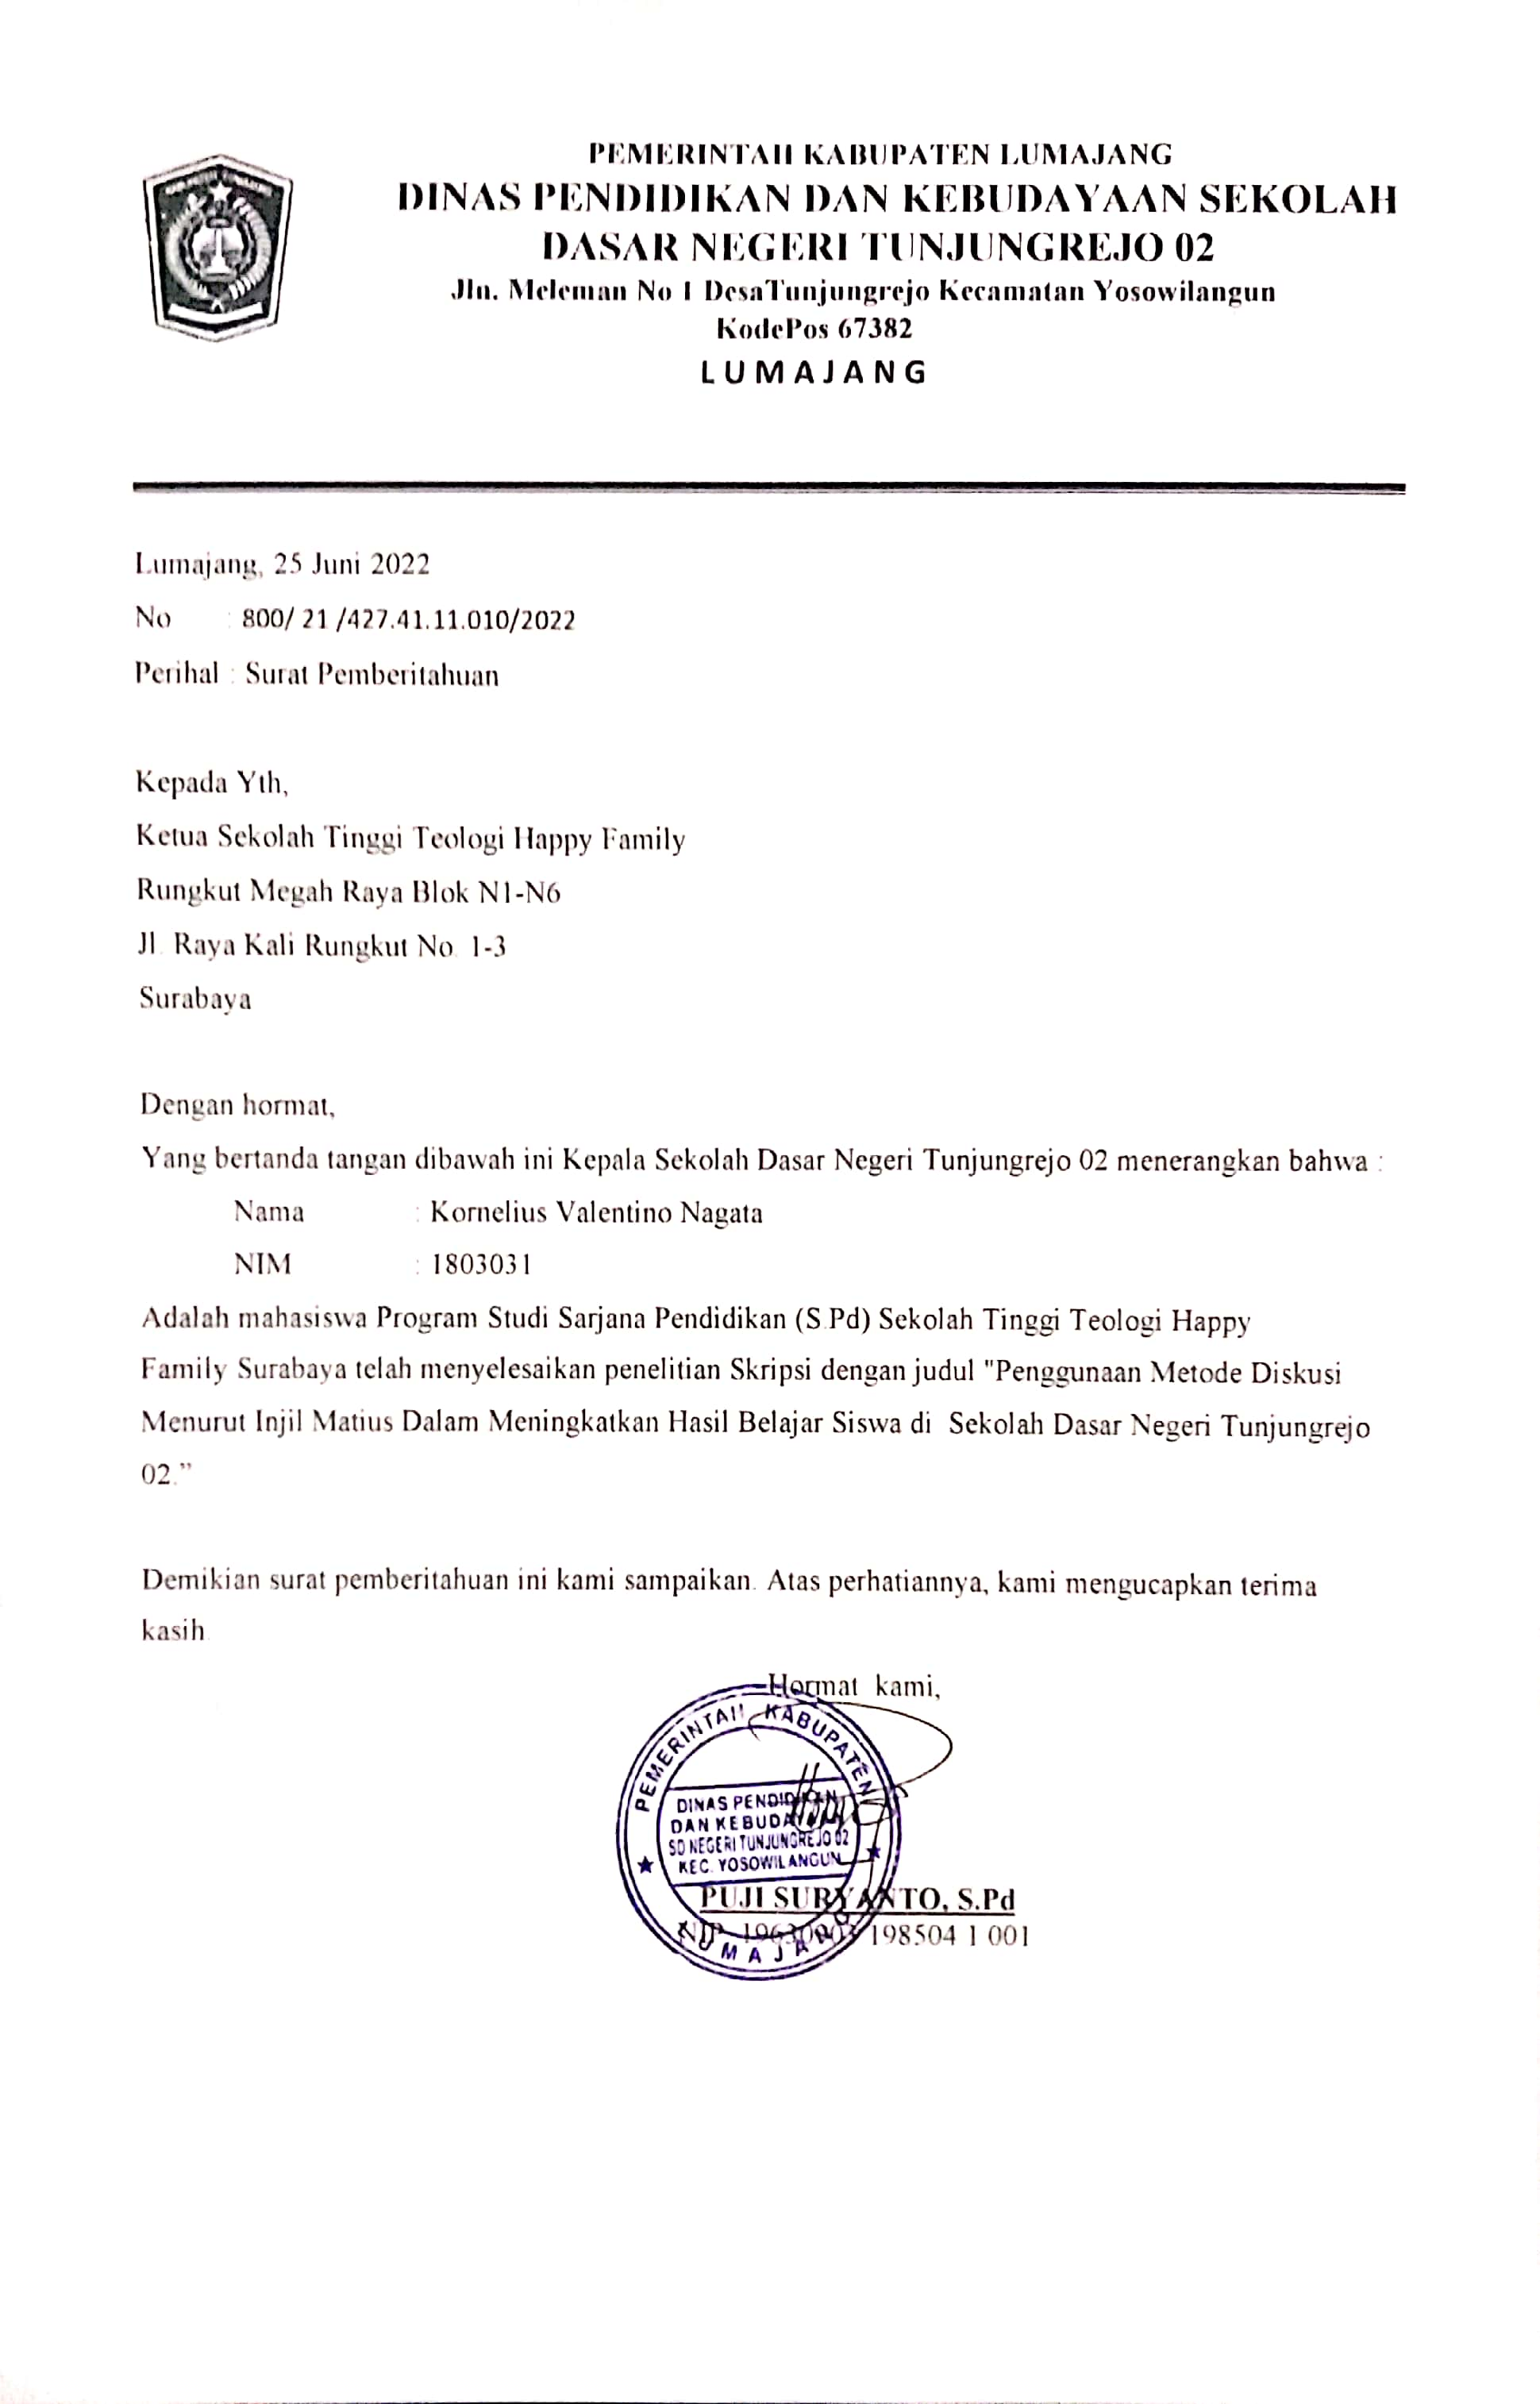 PEMERINTAH KABUPATEN LUMAJANG
DINAS PENDIDIKAN DAN KEBUDAYAAN SEKOLAH
DASAR NEGERI TUNJUNGREJO 02
Jln. Meleman No 1 DesaTunjungrejo Kecamatan Yosowilangun
KodePos 67382
LUMAJANG
Lumajang, 25 Juni 2022
No : 800/ 21 /427.41.11.010/2022
Perihal : Surat Pemberitahuan
Kepada Yth,
Ketua Sekolah Tinggi Teologi Happy Family
Rungkut Megah Raya Blok N1-N6
Jl. Raya Kali Rungkut No. 1-3
Surabaya
Dengan hormat,
Yang bertanda tangan dibawah ini Kepala Sekolah Dasar Negeri Tunjungrejo 02 menerangkan bahwa :
Nama : Kornelius Valentino Nagata
NIM : 1803031
Adalah mahasiswa Program Studi Sarjana Pendidikan (S.Pd) Sekolah Tinggi Teologi Happy
Family Surabaya telah menyelesaikan penelitian Skripsi dengan judul "Penggunaan Metode Diskusi
Menurut Injil Matius Dalam Meningkatkan Hasil Belajar Siswa di Sekolah Dasar Negeri Tunjungrejo
02."
Demikian surat pemberitahuan ini kami sampaikan. Atas perhatiannya, kami mengucapkan terima
kasih
Hormat kami,
PEMERINTAH KABUPATEN
DINAS PENDIDIKAN
DAN KEBUDAYAAN
SD NEGERI TUNJUNGREJO 02
KEC. YOSOWILANGUN
LUMAJANG
PUJI SURYANTO, S.Pd
NIP. 198504 1 001